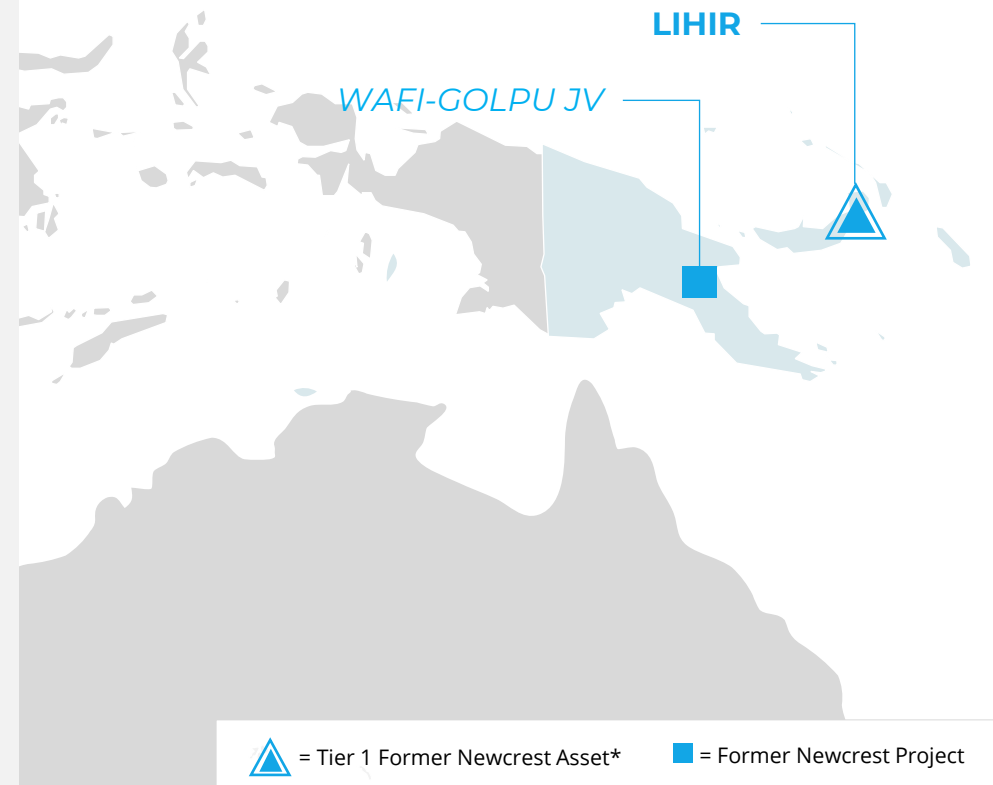 LIHIR
WAFI-GOLPU JV
= Tier 1 Former Newcrest Asset*
= Former Newcrest Project